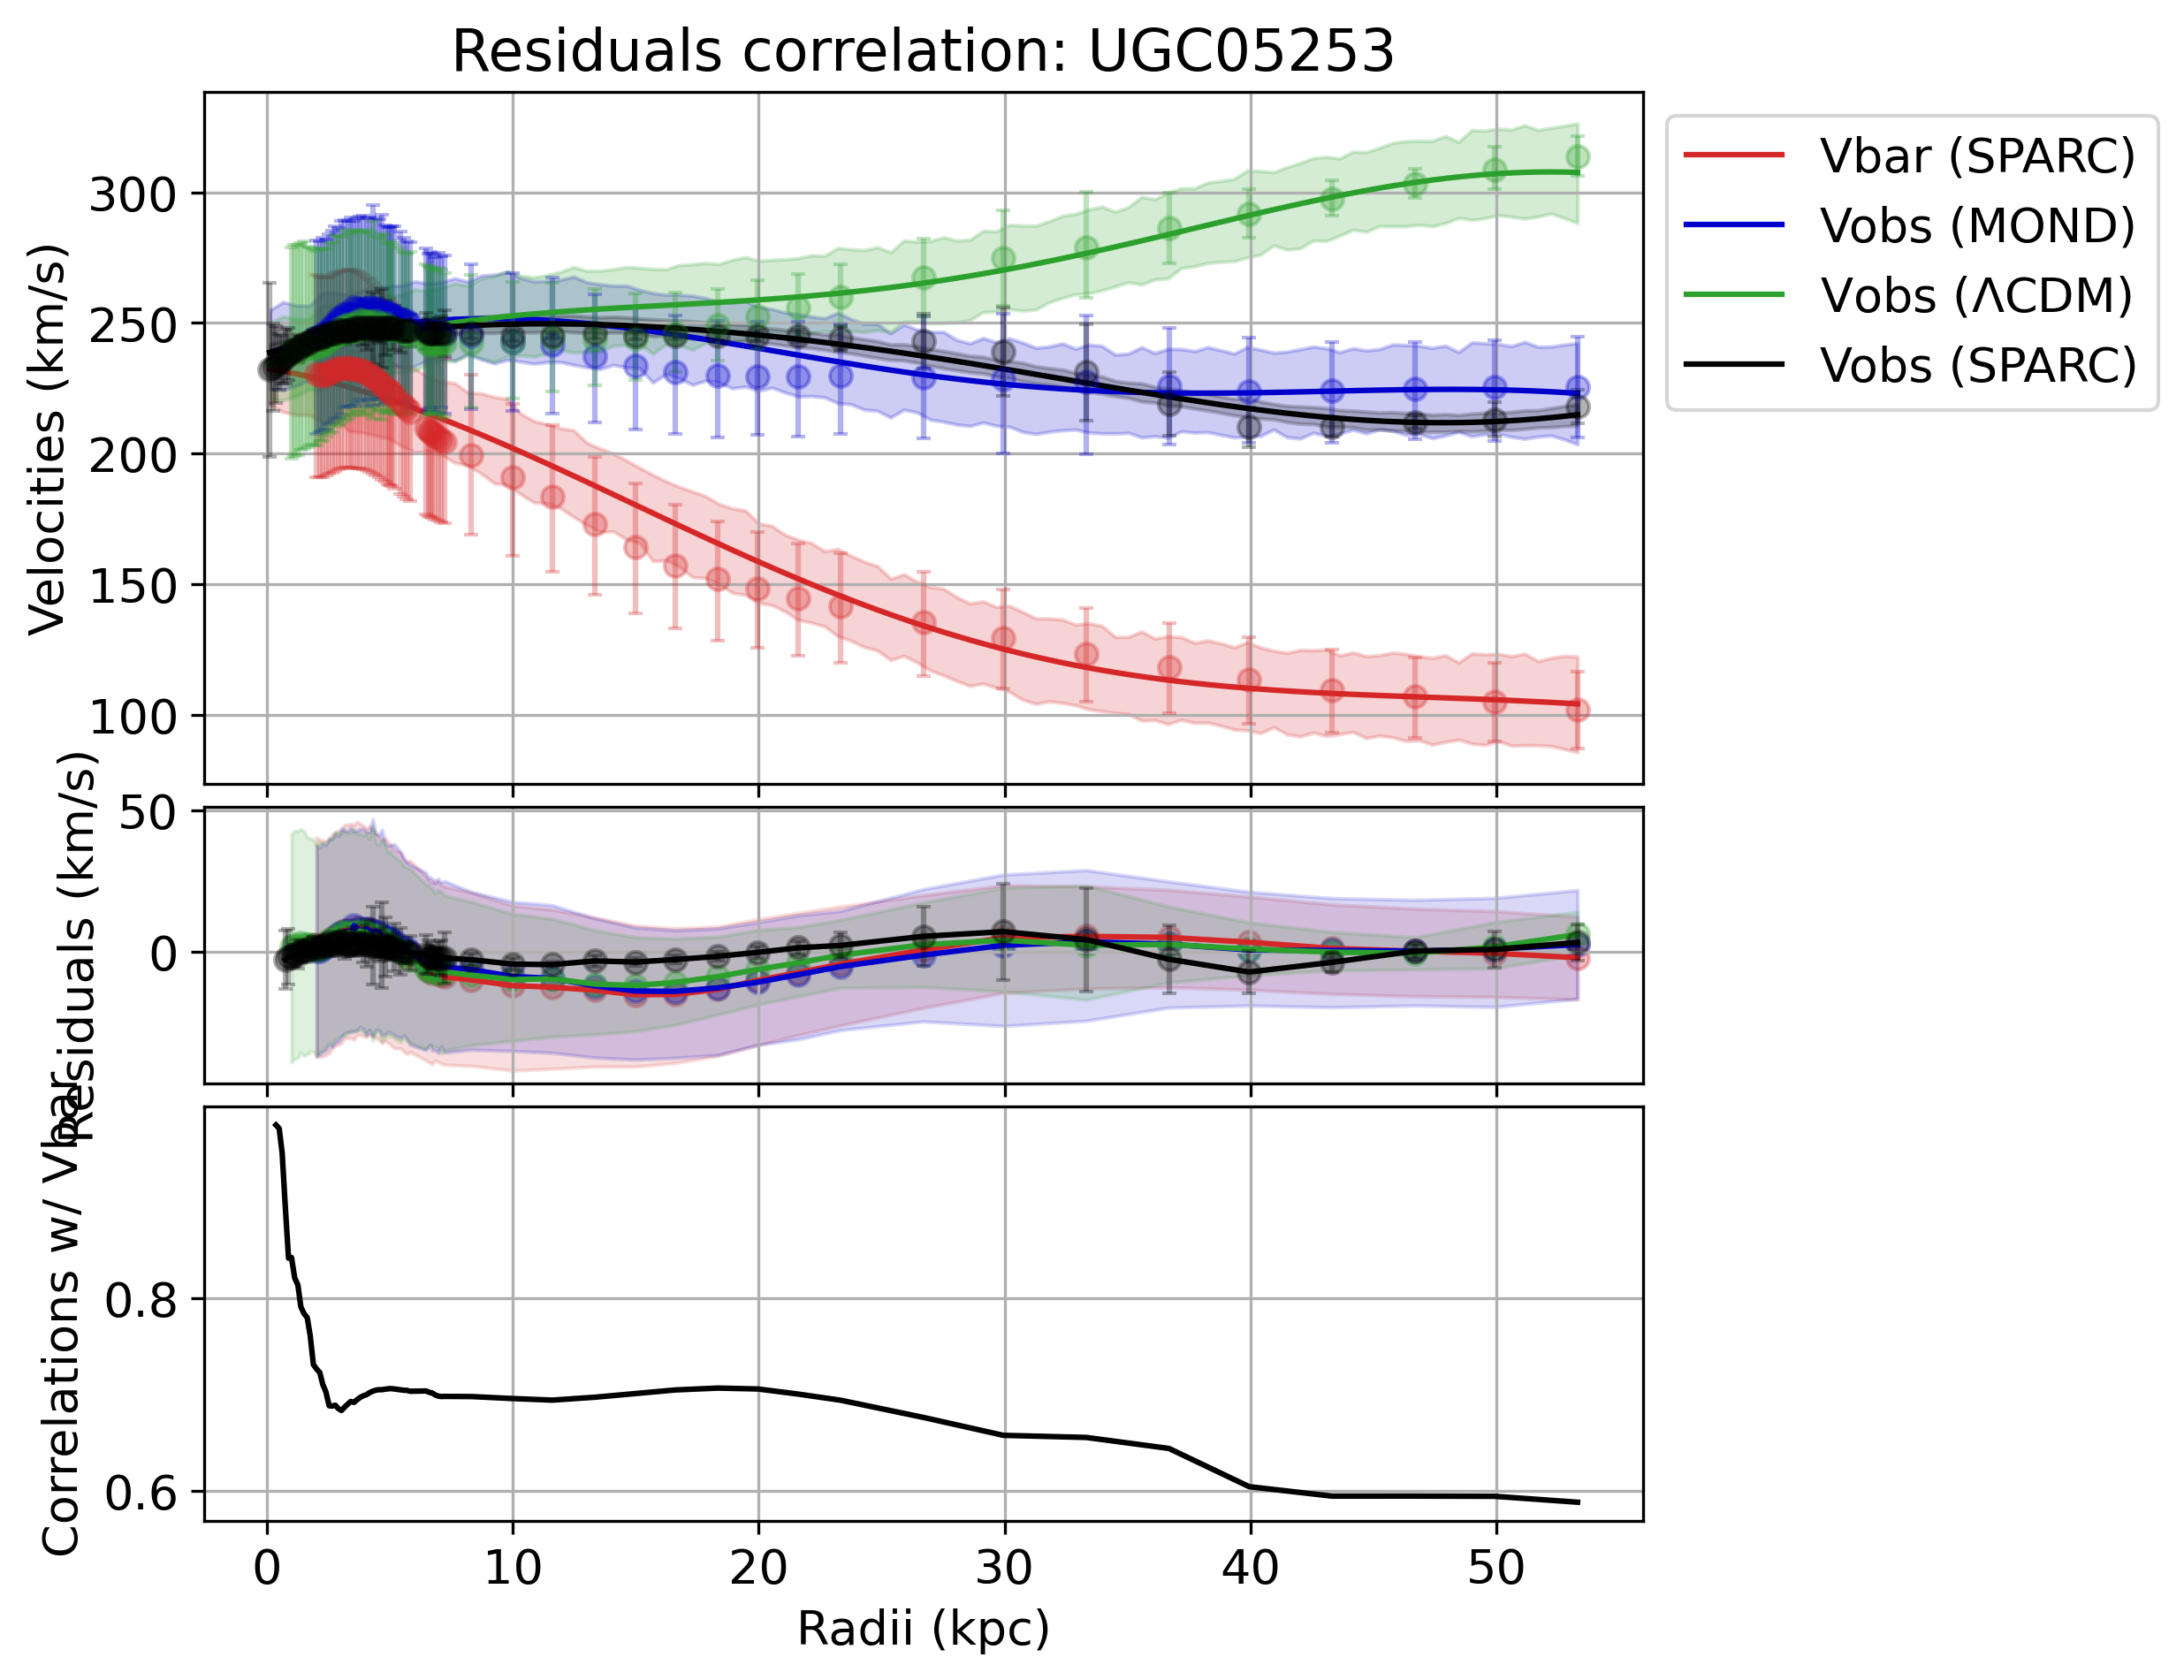 Residuals correlation: UGC05253
Velocities (km/s)
300
250
200
150
100
Vbar (SPARC)
Vobs (MOND)
Vobs (ΛCDM)
Vobs (SPARC)
Residuals (km/s)
50
0
Correlations w/ Vbar
0.8
0.6
0 10 20 30 40 50
Radii (kpc)